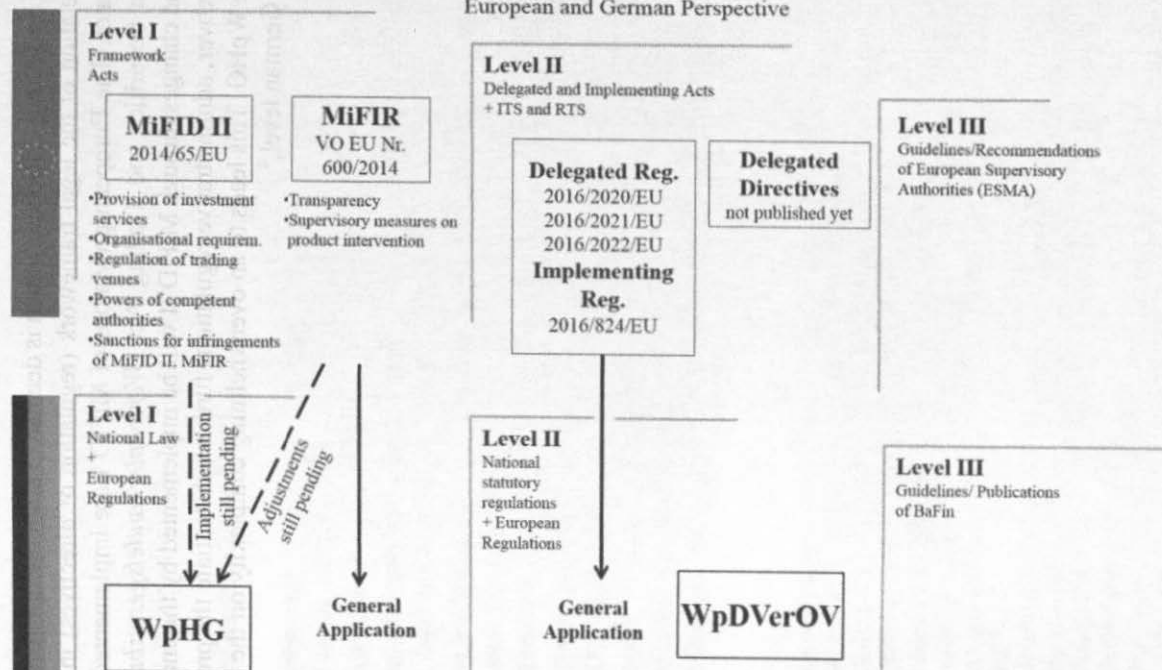 European and German Perspective
Level I
Framework
Acts
MiFID II
2014/65/EU
MiFIR
VO EU Nr.
600/2014
•Provision of investment
services
•Organisational requirem.
•Regulation of trading
venues
•Powers of competent
authorities
•Sanctions for infringements
of MiFID II. MiFIR
•Transparency
•Supervisory measures on
product intervention
Level II
Delegated and Implementing Acts
+ ITS and RTS
Delegated Reg.
2016/2020/EU
2016/2021/EU
2016/2022/EU
Implementing
Reg.
2016/824/EU
Delegated
Directives
not published yet
Level III
Guidelines/Recommendations
of European Supervisory
Authorities (ESMA)
Level I
National Law
+
European
Regulations
Implementation
still pending
Adjustments
still pending
WpHG
General
Application
Level II
National
statutory
regulations
+ European
Regulations
General
Application
WpDVerOV
Level III
Guidelines/ Publications
of BaFin